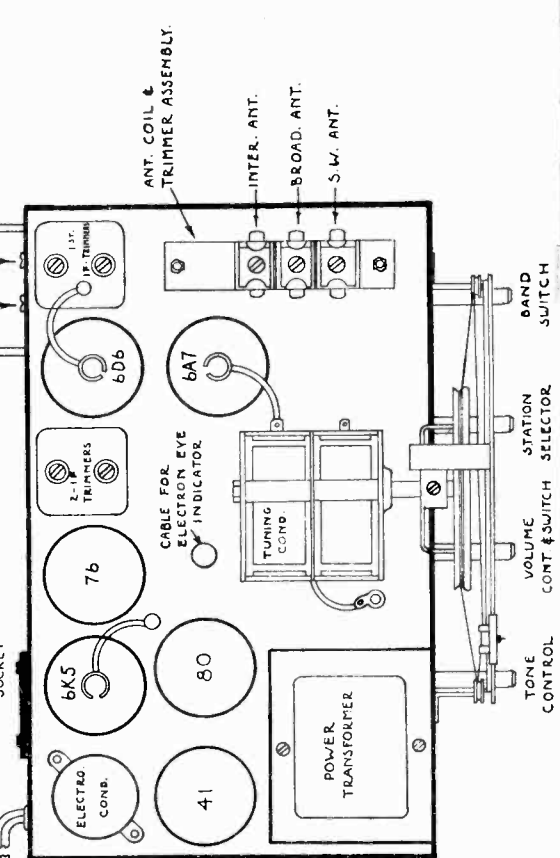 ANT. COIL &
TRIMMER ASSEMBLY.
INTER. ANT.
BROAD. ANT.
S.W. ANT.
1 ST.
TRIMMERS
6D6
6A7
TRIMMERS
CABLE FOR
ELECTRON EYE
INDICATOR
TUNING
COND.
76
6K5
80
41
ELECTRO.
COND.
POWER
TRANSFORMER
SOCKET
BAND
SWITCH
STATION
SELECTOR
VOLUME
CONT & SWITCH
TONE
CONTROL